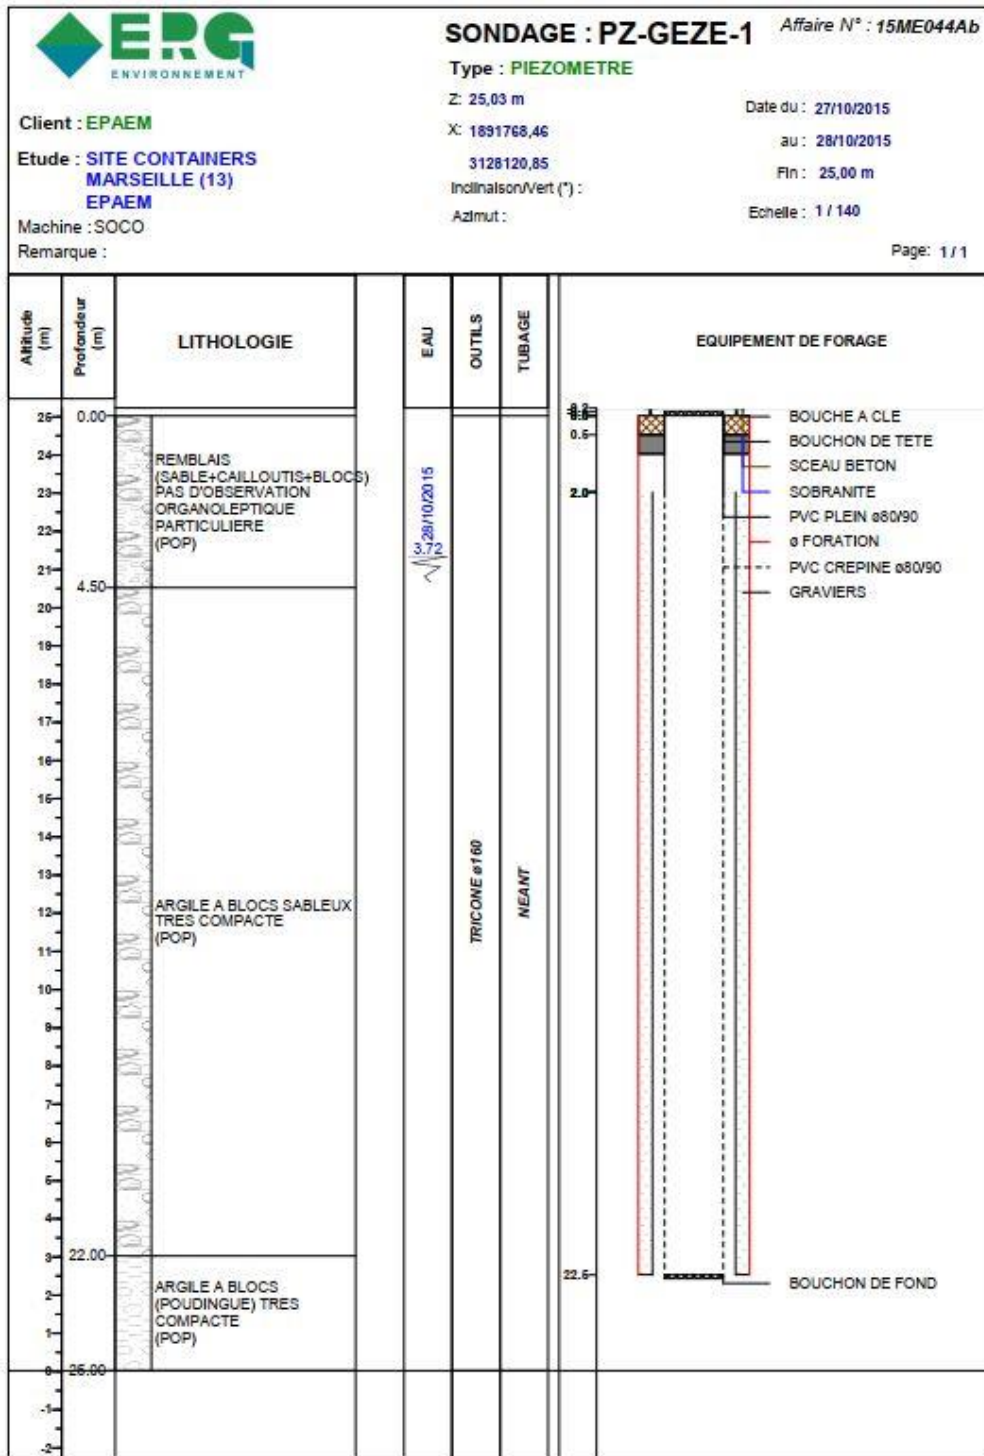 ERG
ENVIRONNEMENT
SONDAGE : PZ-GEZE-1
Affaire N° : 15ME044Ab
Type : PIEZOMETRE
Z: 25,03 m
X: 1891768,46
3128120,85
Inclinaison/Vert (°) :
Azimut :
Date du : 27/10/2015
au : 28/10/2015
Fin : 25,00 m
Echelle : 1 / 140
Page: 1 / 1
Client : EPAEM
Etude : SITE CONTAINERS
MARSEILLE (13)
EPAEM
Machine : SOCO
Remarque :
Altitude (m)
Profondeur (m)
LITHOLOGIE
EAU
OUTILS
TUBAGE
EQUIPEMENT DE FORAGE
25
24
23
22
21
20
19
18
17
16
15
14
13
12
11
10
9
8
7
6
5
4
3
2
1
0
-1
-2
0.00
4.50
22.00
25.00
REMBLAIS
(SABLE+CAILLOUTIS+BLOCS)
PAS D'OBSERVATION
ORGANOLEPTIQUE
PARTICULIERE
(POP)
ARGILE A BLOCS SABLEUX
TRES COMPACTE
(POP)
ARGILE A BLOCS
(POUDINGUE) TRES
COMPACTE
(POP)
28/10/2015
3.72
TRICONE ø160
NEANT
0.5
2.0
22.5
BOUCHE A CLE
BOUCHON DE TETE
SCEAU BETON
SOBRANITE
PVC PLEIN ø80/90
ø FORATION
PVC CREPINE ø80/90
GRAVIERS
BOUCHON DE FOND